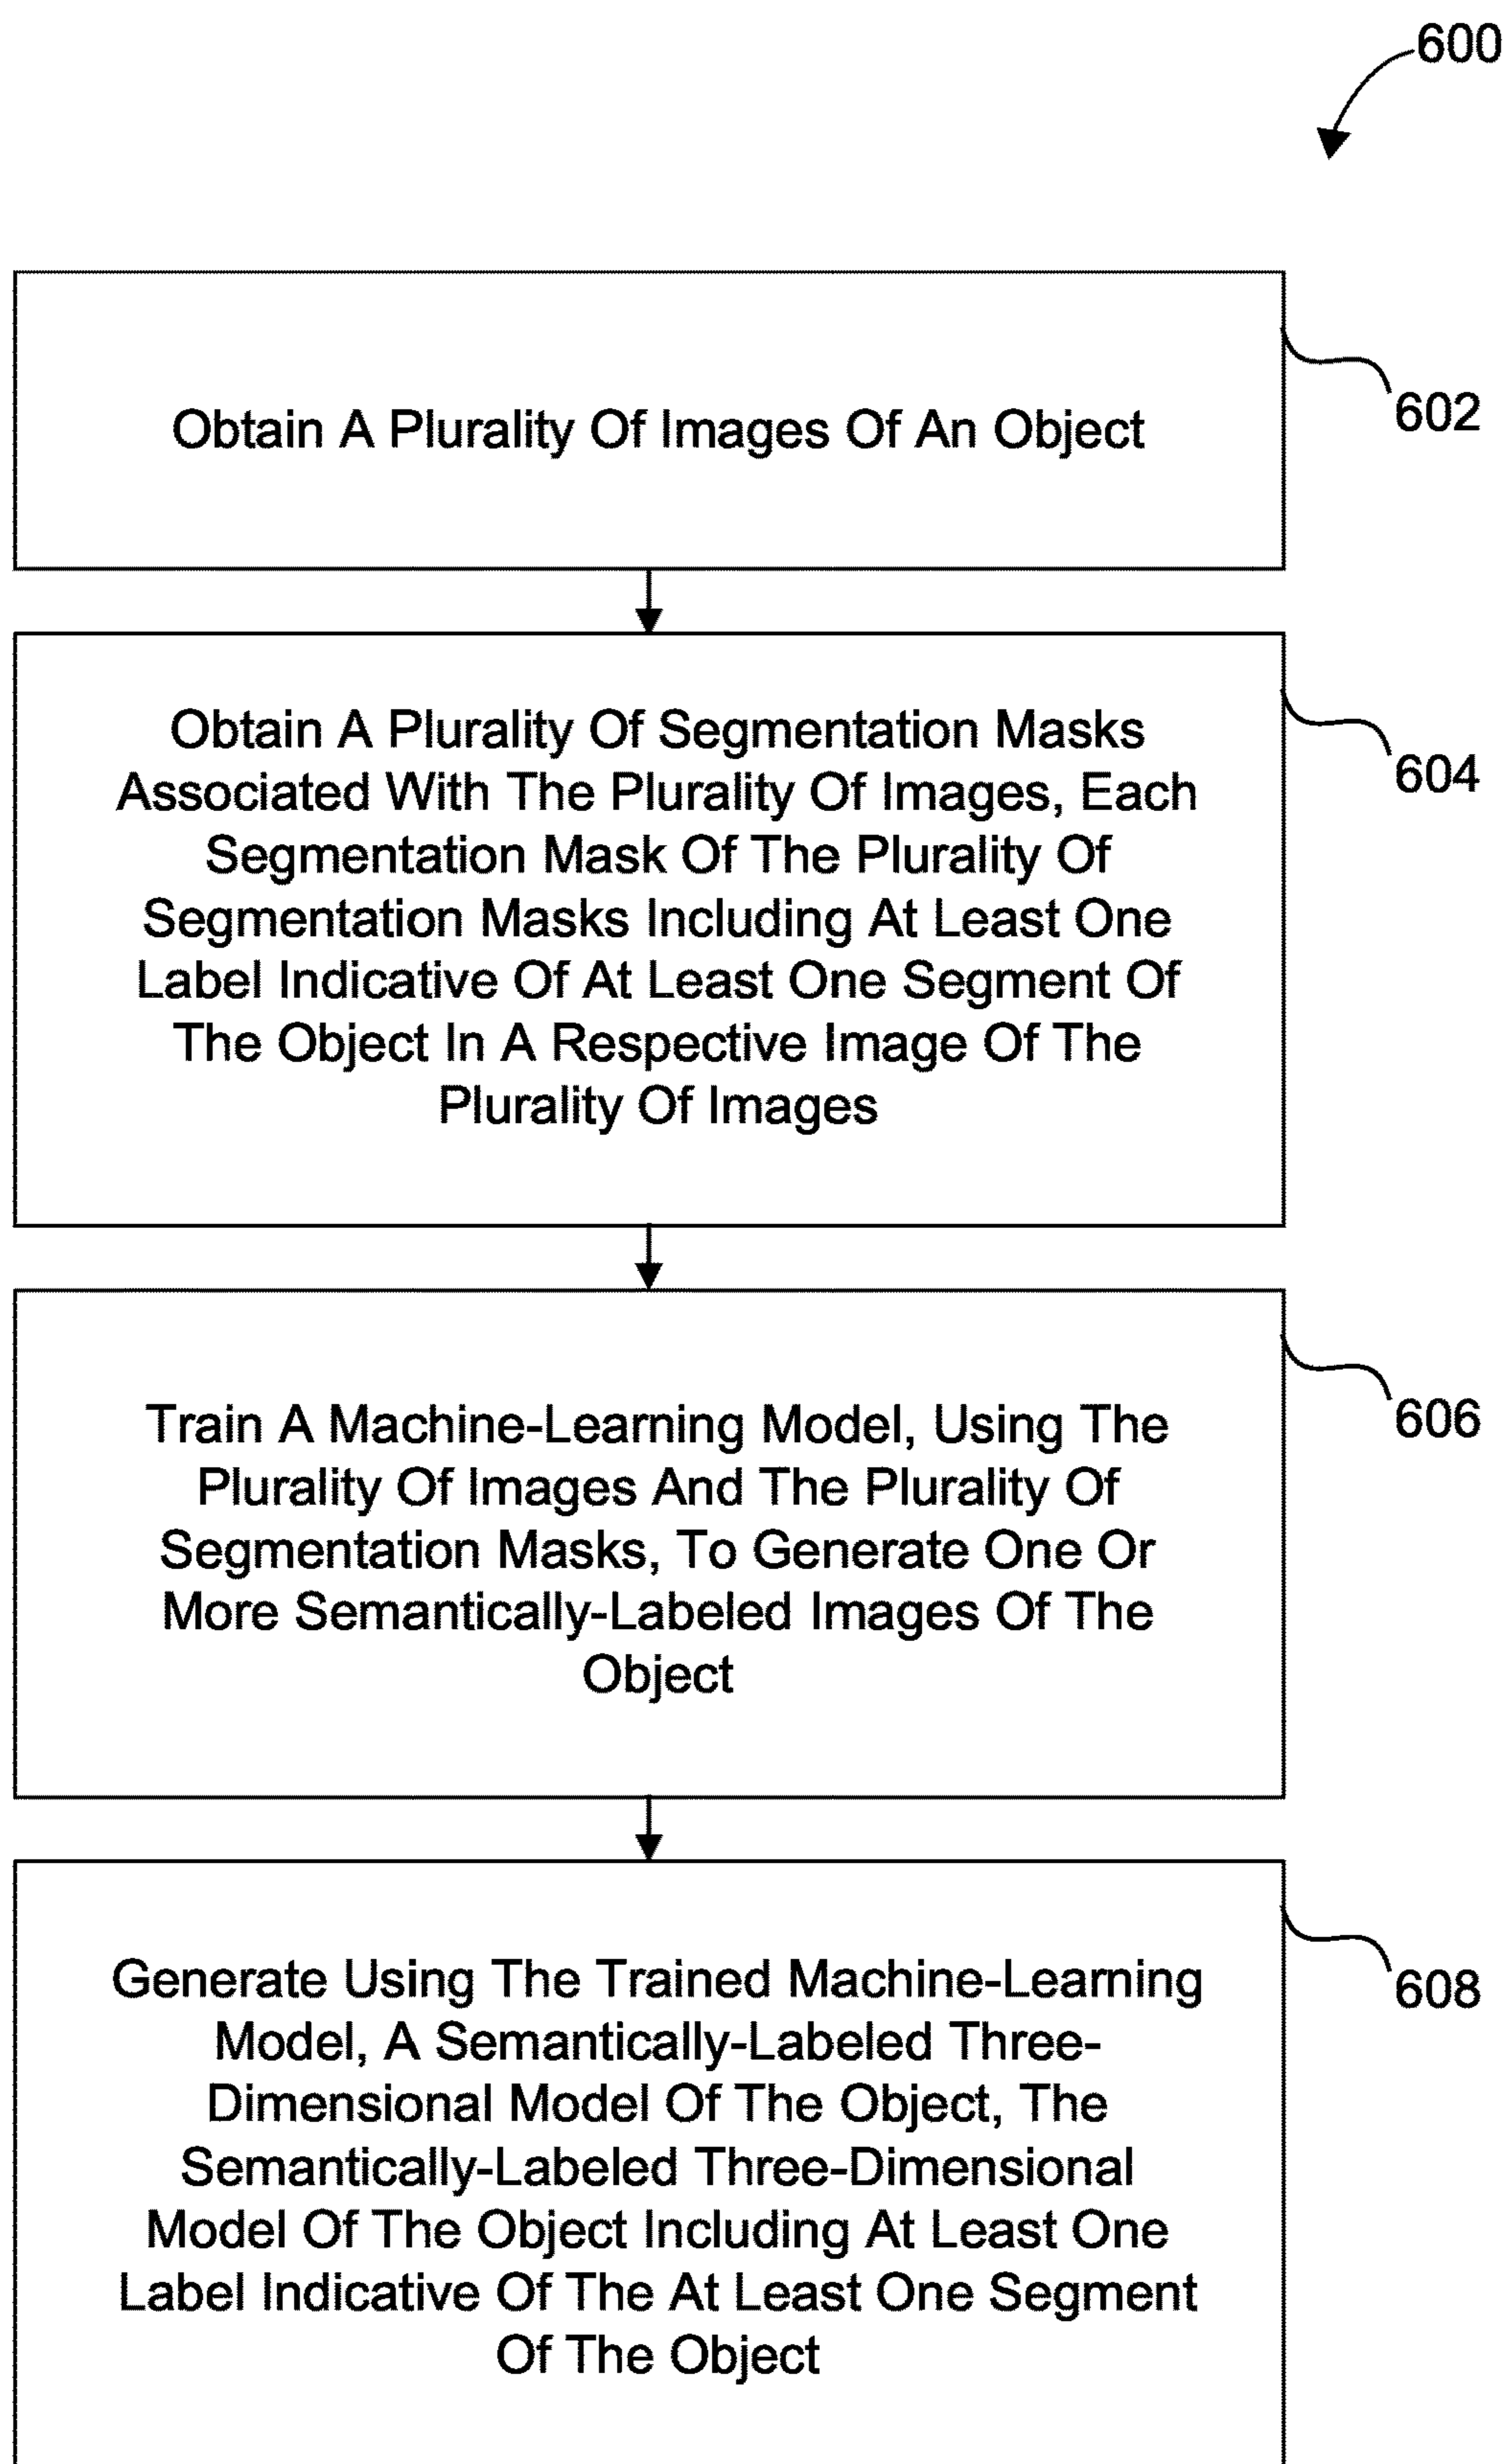 600
Obtain A Plurality Of Images Of An Object
602
Obtain A Plurality Of Segmentation Masks
Associated With The Plurality Of Images, Each
Segmentation Mask Of The Plurality Of
Segmentation Masks Including At Least One
Label Indicative Of At Least One Segment Of
The Object In A Respective Image Of The
Plurality Of Images
604
Train A Machine-Learning Model, Using The
Plurality Of Images And The Plurality Of
Segmentation Masks, To Generate One Or
More Semantically-Labeled Images Of The
Object
606
Generate Using The Trained Machine-Learning
Model, A Semantically-Labeled Three-
Dimensional Model Of The Object, The
Semantically-Labeled Three-Dimensional
Model Of The Object Including At Least One
Label Indicative Of The At Least One Segment
Of The Object
608